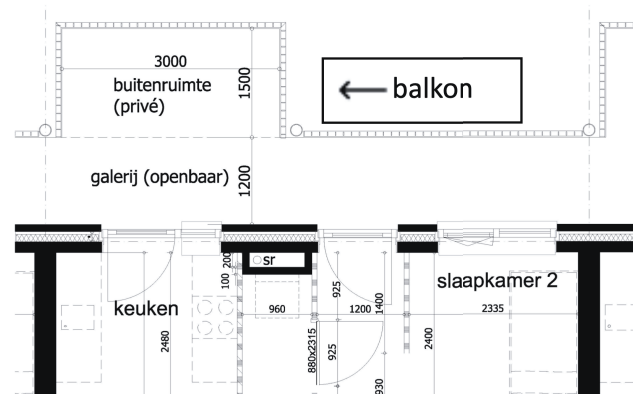 3000
buitenruimte
(privé)
1500
← balkon
galerij (openbaar)
1200
sr
200
100
keuken
slaapkamer 2
960
925
1200
1400
2335
2480
880x2315
925
2400
930